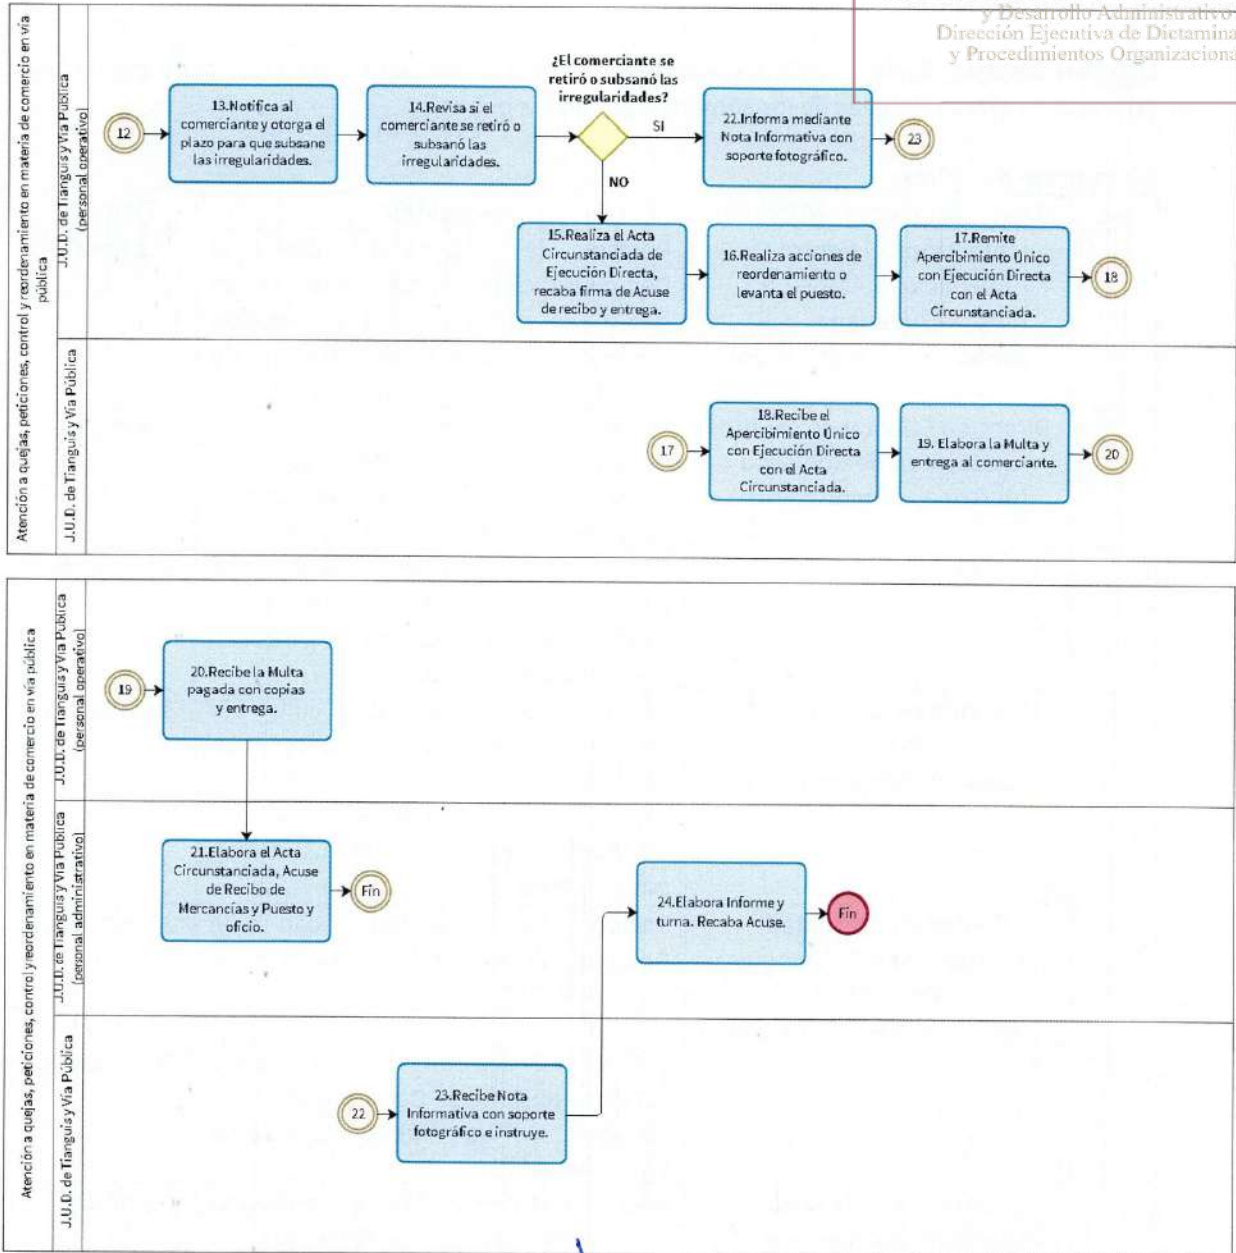 y Desarrollo Administrativo
Dirección Ejecutiva de Dictamina
y Procedimientos Organizaciona
Atención a quejas, peticiones, control y reordenamiento en materia de comercio en vía
pública
J.U.D. de Tianguis y Vía Pública
(personal operativo)
12
13.Notifica al
comerciante y otorga el
plazo para que subsane
las irregularidades.
14.Revisa si el
comerciante se retiró o
subsanó las
irregularidades.
¿El comerciante se
retiró o subsanó las
irregularidades?
SI
22.Informa mediante
Nota Informativa con
soporte fotográfico.
23
NO
15.Realiza el Acta
Circunstanciada de
Ejecución Directa,
recaba firma de Acuse
de recibo y entrega.
16.Realiza acciones de
reordenamiento o
levanta el puesto.
17.Remite
Apercibimiento Único
con Ejecución Directa
con el Acta
Circunstanciada.
18
J.U.D. de Tianguis y Vía Pública
17
18.Recibe el
Apercibimiento Único
con Ejecución Directa
con el Acta
Circunstanciada.
19. Elabora la Multa y
entrega al comerciante.
20
Atención a quejas, peticiones, control y reordenamiento en materia de comercio en vía pública
J.U.D. de Tianguis y Vía Pública
(personal operativo)
19
20.Recibe la Multa
pagada con copias
y entrega.
J.U.D. de Tianguis y Vía Pública
(personal administrativo)
21.Elabora el Acta
Circunstanciada, Acuse
de Recibo de
Mercancías y Puesto y
oficio.
Fin
24.Elabora Informe y
turna. Recaba Acuse.
Fin
J.U.D. de Tianguis y Vía Pública
22
23.Recibe Nota
Informativa con soporte
fotográfico e instruye.